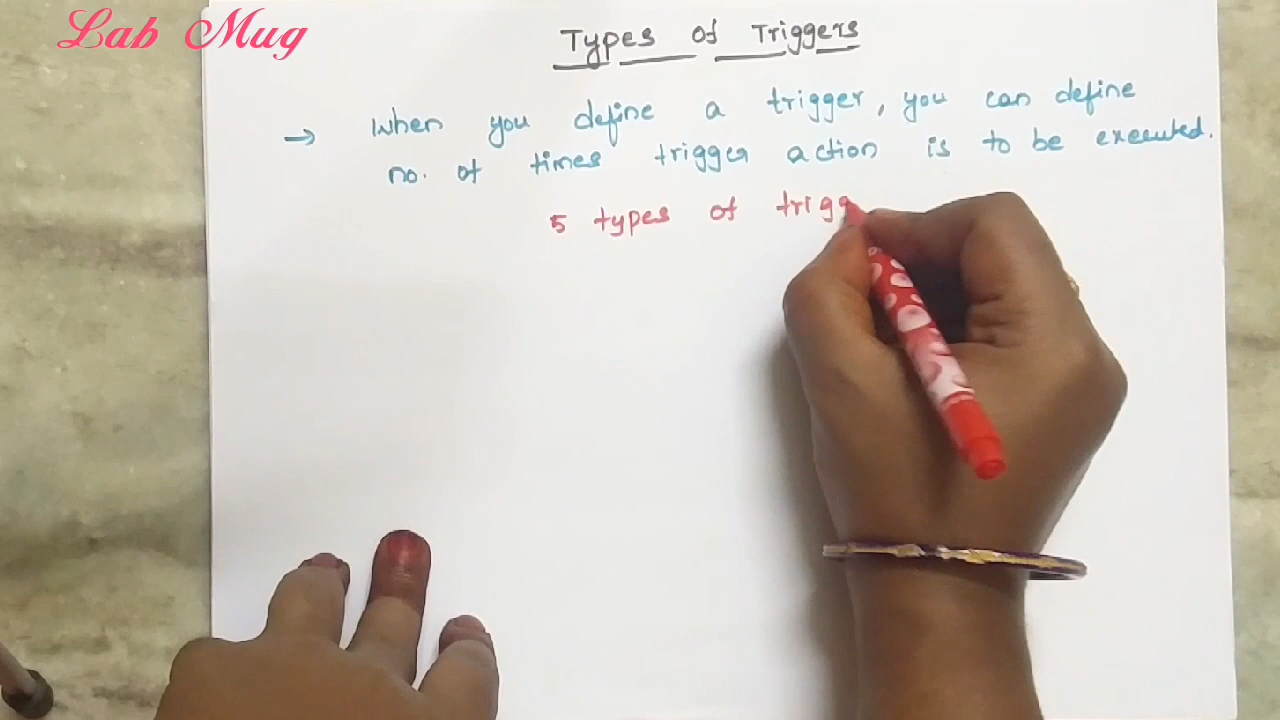 Lab Mug
Types of Triggers
→ When you define a trigger, you can define
no. of times trigger action is to be executed.
5 types of trigg